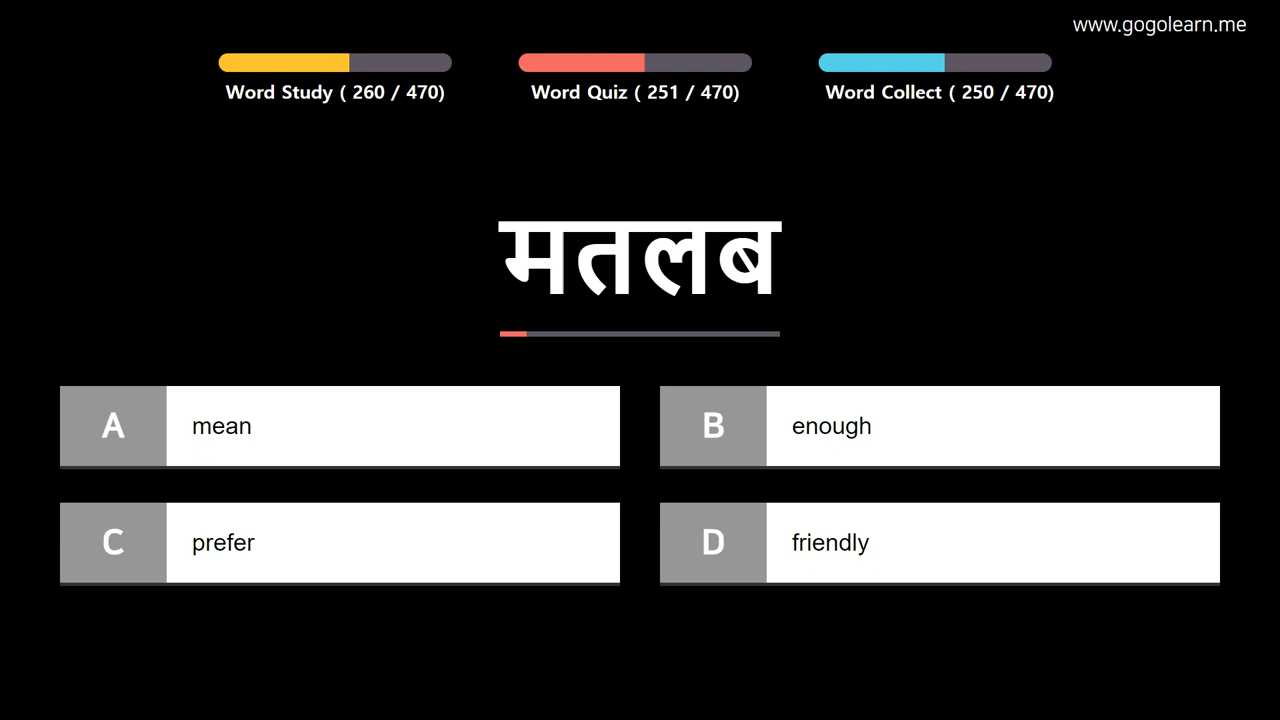 www.gogolearn.me
Word Study ( 260 / 470)
Word Quiz ( 251 / 470)
Word Collect ( 250 / 470)
मतलब
A mean
B enough
C prefer
D friendly